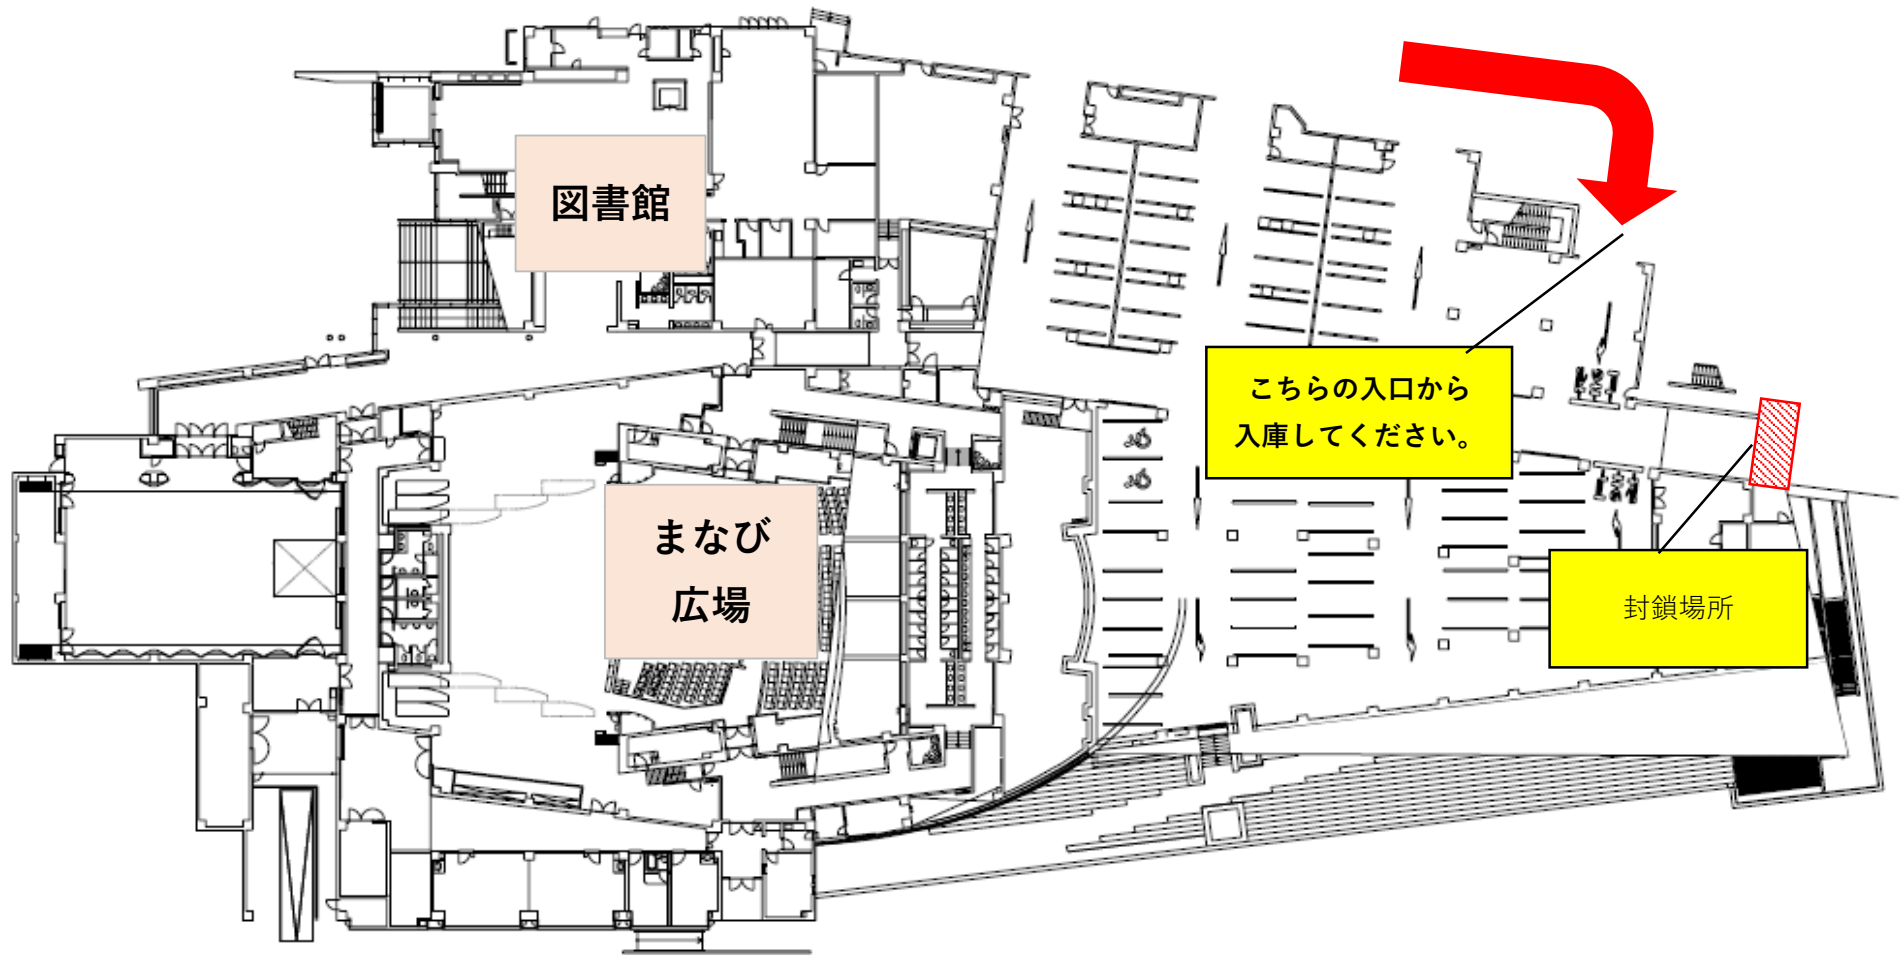 図書館
こちらの入口から
入庫してください。
まなび
広場
封鎖場所